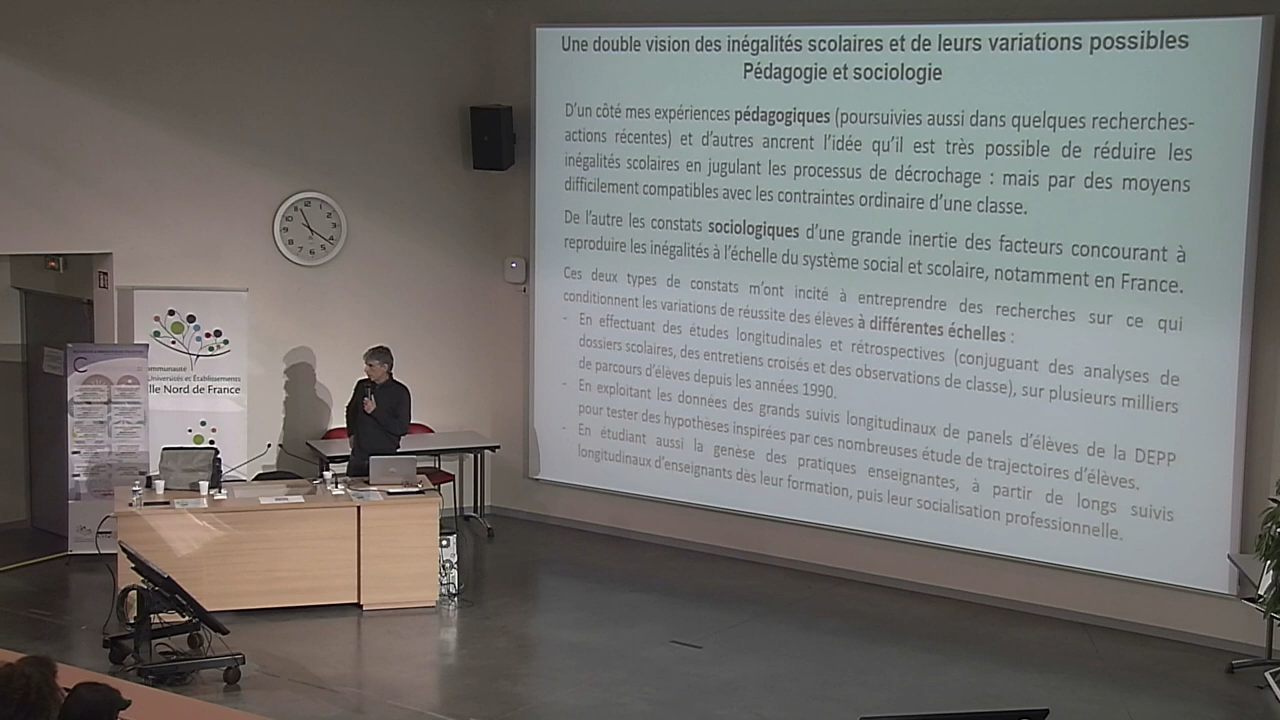 Une double vision des inégalités scolaires et de leurs variations possibles
Pédagogie et sociologie
D'un côté mes expériences pédagogiques (poursuivies aussi dans quelques recherches-
actions récentes) et d'autres ancrent l'idée qu'il est très possible de réduire les
inégalités scolaires en jugulant les processus de décrochage : mais par des moyens
difficilement compatibles avec les contraintes ordinaire d'une classe.
De l'autre les constats sociologiques d'une grande inertie des facteurs concourant à
reproduire les inégalités à l'échelle du système social et scolaire, notamment en France.
Ces deux types de constats m'ont incité à entreprendre des recherches sur ce qui
conditionnent les variations de réussite des élèves à différentes échelles :
- En effectuant des études longitudinales et rétrospectives (conjuguant des analyses de
dossiers scolaires, des entretiens croisés et des observations de classe), sur plusieurs milliers
de parcours d'élèves depuis les années 1990.
- En exploitant les données des grands suivis longitudinaux de panels d'élèves de la DEPP
pour tester des hypothèses inspirées par ces nombreuses étude de trajectoires d'élèves.
- En étudiant aussi la genèse des pratiques enseignantes, à partir de longs suivis
longitudinaux d'enseignants dès leur formation, puis leur socialisation professionnelle.
ommunauté
Universités et Établissements
lle Nord de France